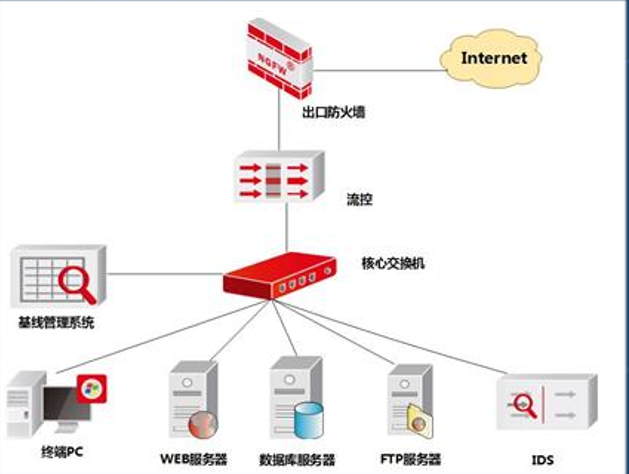 NGFW®
Internet
出口防火墙
流控
核心交换机
基线管理系统
终端PC
WEB服务器
数据库服务器
FTP服务器
IDS